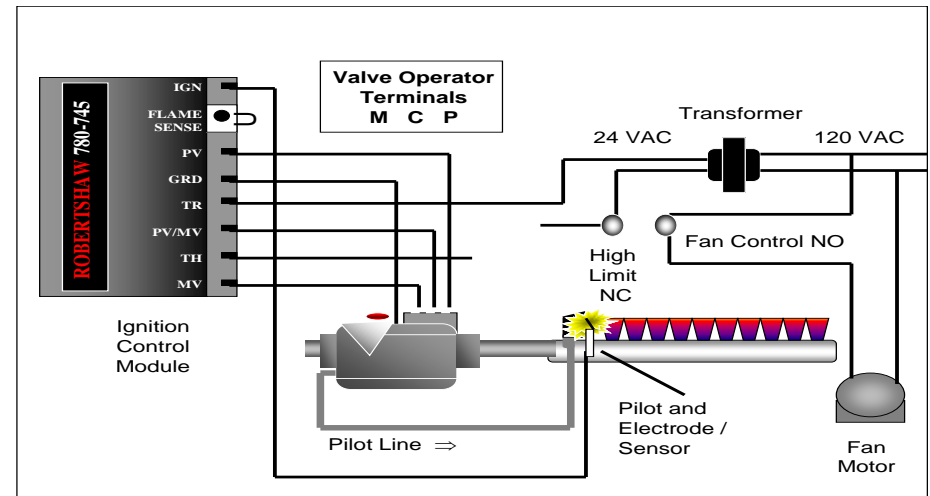 ROBERTSHAW 780-745
IGN
FLAME
SENSE
PV
GRD
TR
PV/MV
TH
MV
Ignition
Control
Module
Valve Operator
Terminals
M C P
Transformer
24 VAC
120 VAC
High
Limit
NC
Fan Control NO
Pilot Line ⇒
Pilot and
Electrode /
Sensor
Fan
Motor